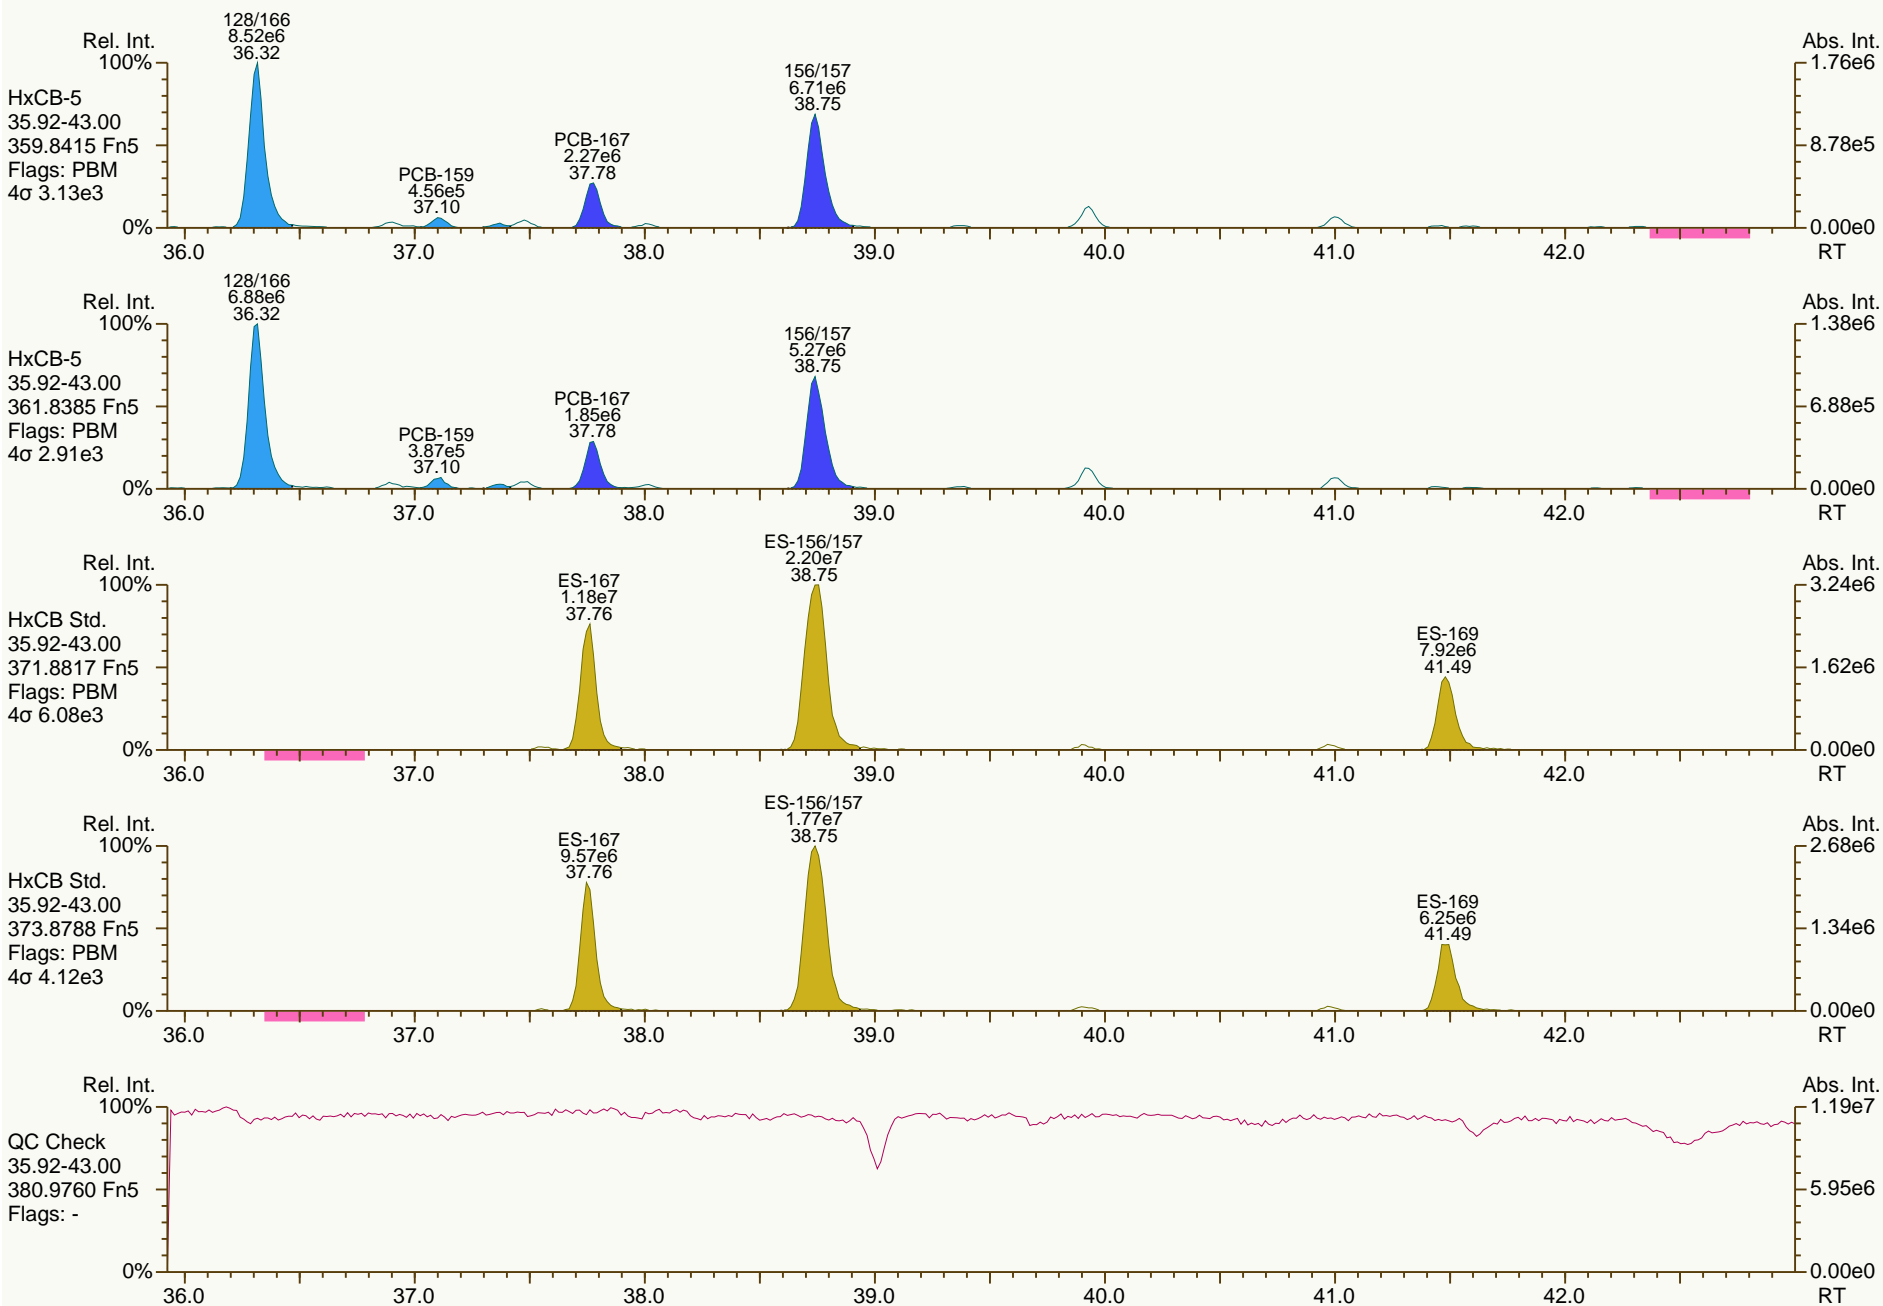 128/166
8.52e6
36.32
Rel. Int.
100%
0%
HxCB-5
35.92-43.00
359.8415 Fn5
Flags: PBM
4σ 3.13e3
PCB-159
4.56e5
37.10
PCB-167
2.27e6
37.78
156/157
6.71e6
38.75
Abs. Int.
1.76e6
8.78e5
0.00e0
36.0 37.0 38.0 39.0 40.0 41.0 42.0 RT
128/166
6.88e6
36.32
Rel. Int.
100%
0%
HxCB-5
35.92-43.00
361.8385 Fn5
Flags: PBM
4σ 2.91e3
PCB-159
3.87e5
37.10
PCB-167
1.85e6
37.78
156/157
5.27e6
38.75
Abs. Int.
1.38e6
6.88e5
0.00e0
36.0 37.0 38.0 39.0 40.0 41.0 42.0 RT
Rel. Int.
100%
0%
HxCB Std.
35.92-43.00
371.8817 Fn5
Flags: PBM
4σ 6.08e3
ES-167
1.18e7
37.76
ES-156/157
2.20e7
38.75
ES-169
7.92e6
41.49
Abs. Int.
3.24e6
1.62e6
0.00e0
36.0 37.0 38.0 39.0 40.0 41.0 42.0 RT
Rel. Int.
100%
0%
HxCB Std.
35.92-43.00
373.8788 Fn5
Flags: PBM
4σ 4.12e3
ES-167
9.57e6
37.76
ES-156/157
1.77e7
38.75
ES-169
6.25e6
41.49
Abs. Int.
2.68e6
1.34e6
0.00e0
36.0 37.0 38.0 39.0 40.0 41.0 42.0 RT
Rel. Int.
100%
0%
QC Check
35.92-43.00
380.9760 Fn5
Flags: -
Abs. Int.
1.19e7
5.95e6
0.00e0
36.0 37.0 38.0 39.0 40.0 41.0 42.0 RT